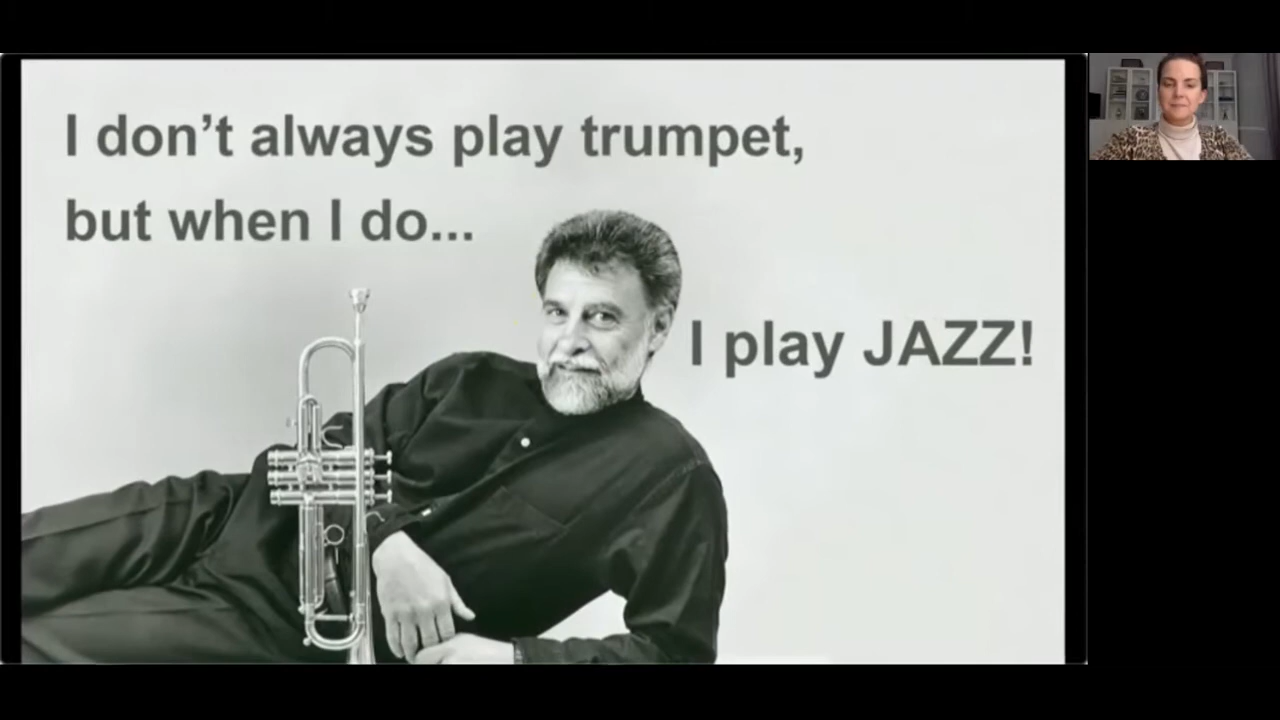 I don’t always play trumpet,
but when I do...
I play JAZZ!